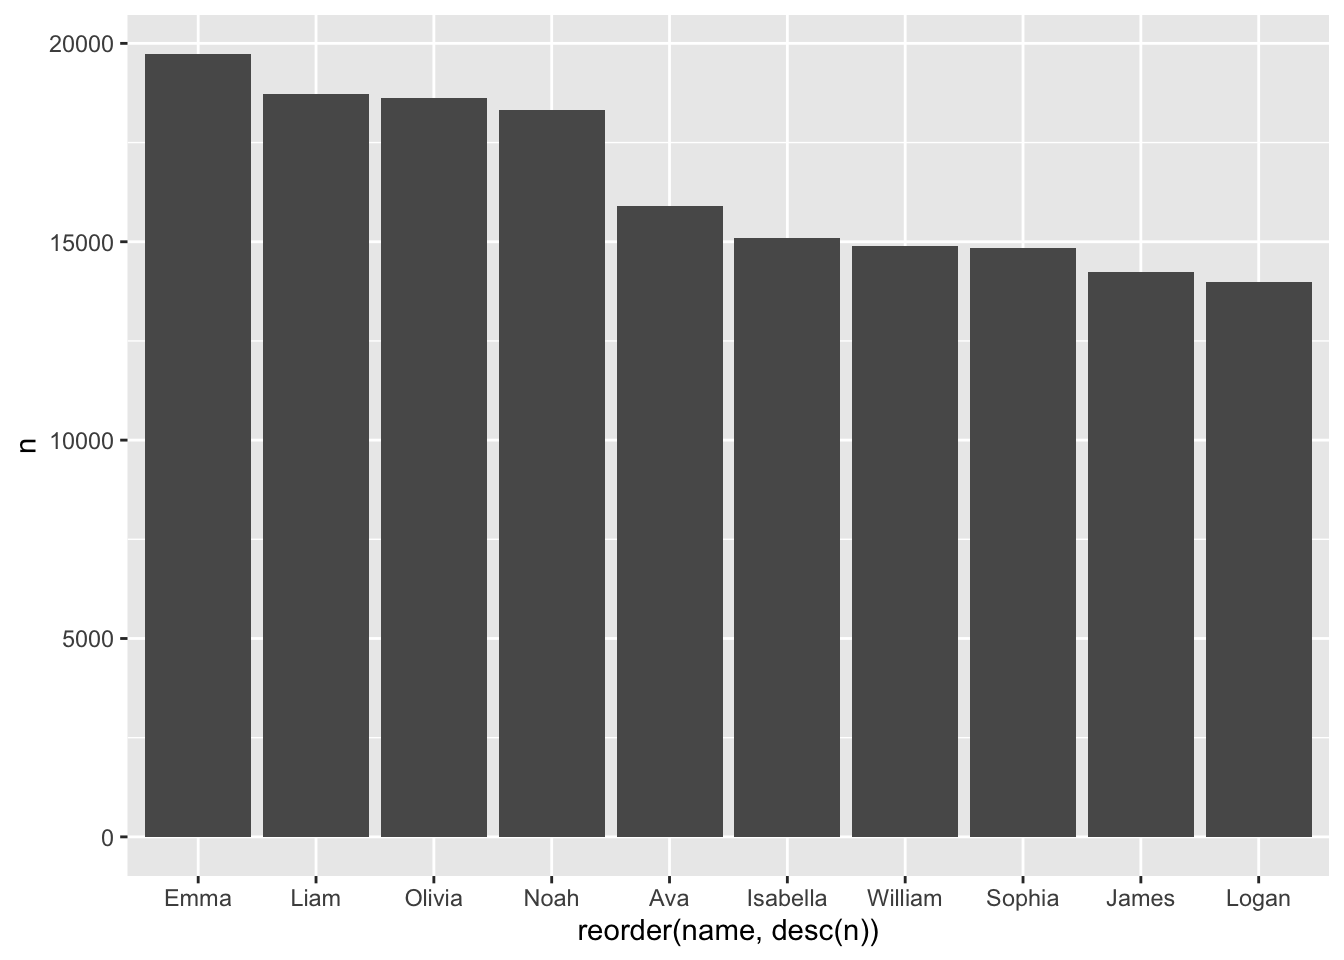 20000
15000
10000
5000
0
n
Emma Liam Olivia Noah Ava Isabella William Sophia James Logan
reorder(name, desc(n))